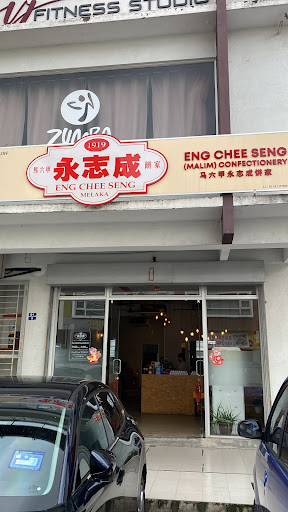 FITNESS STUDIO
ZUMBA
1919
馬六甲
永志成
餅家
ENG CHEE SENG
MELAKA
ENG CHEE SENG
(MALIM) CONFECTIONERY
马六甲永志成饼家